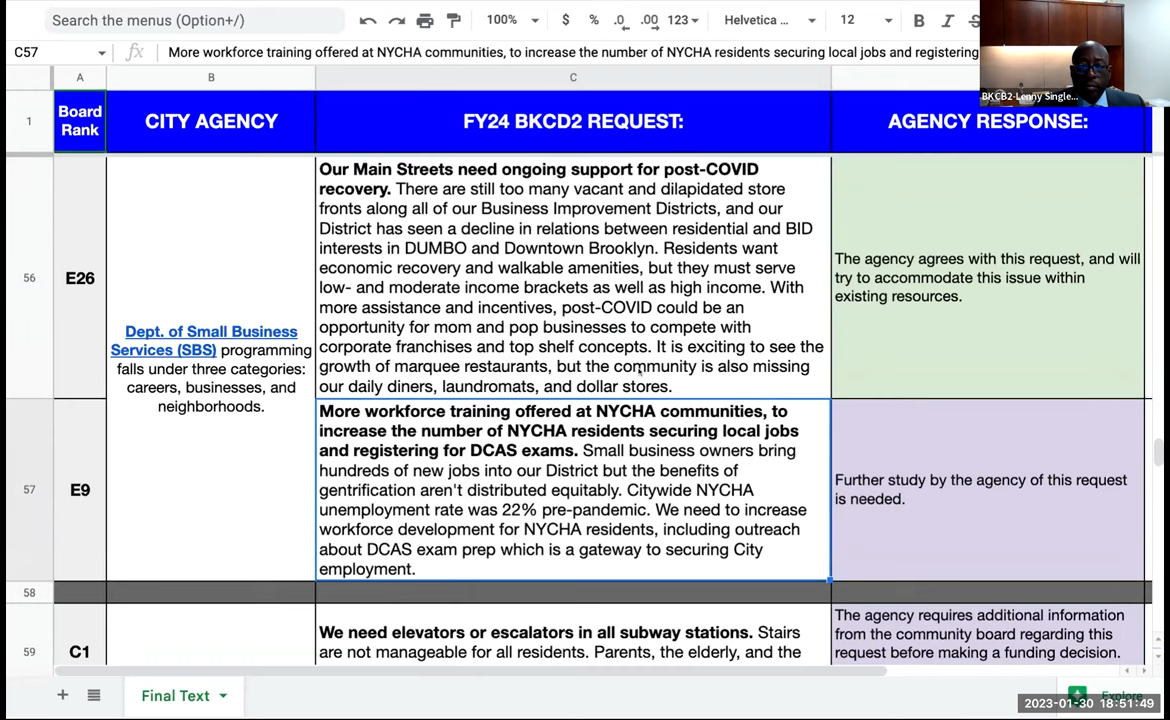 Search the menus (Option+/)
100%
$ % .0 .00 123
Helvetica ...
12
B I S
C57
fx
More workforce training offered at NYCHA communities, to increase the number of NYCHA residents securing local jobs and registering
BKCB2-Lenny Single...
A B C
1
Board Rank
CITY AGENCY
FY24 BKCD2 REQUEST:
AGENCY RESPONSE:
56
E26
Dept. of Small Business
Services (SBS) programming
falls under three categories:
careers, businesses, and
neighborhoods.
Our Main Streets need ongoing support for post-COVID
recovery. There are still too many vacant and dilapidated store
fronts along all of our Business Improvement Districts, and our
District has seen a decline in relations between residential and BID
interests in DUMBO and Downtown Brooklyn. Residents want
economic recovery and walkable amenities, but they must serve
low- and moderate income brackets as well as high income. With
more assistance and incentives, post-COVID could be an
opportunity for mom and pop businesses to compete with
corporate franchises and top shelf concepts. It is exciting to see the
growth of marquee restaurants, but the community is also missing
our daily diners, laundromats, and dollar stores.
The agency agrees with this request, and will
try to accommodate this issue within
existing resources.
57
E9
More workforce training offered at NYCHA communities, to
increase the number of NYCHA residents securing local jobs
and registering for DCAS exams. Small business owners bring
hundreds of new jobs into our District but the benefits of
gentrification aren't distributed equitably. Citywide NYCHA
unemployment rate was 22% pre-pandemic. We need to increase
workforce development for NYCHA residents, including outreach
about DCAS exam prep which is a gateway to securing City
employment.
Further study by the agency of this request
is needed.
58
59
C1
We need elevators or escalators in all subway stations. Stairs
are not manageable for all residents. Parents, the elderly, and the
The agency requires additional information
from the community board regarding this
request before making a funding decision.
Final Text
Explore
2023-01-30 18:51:49